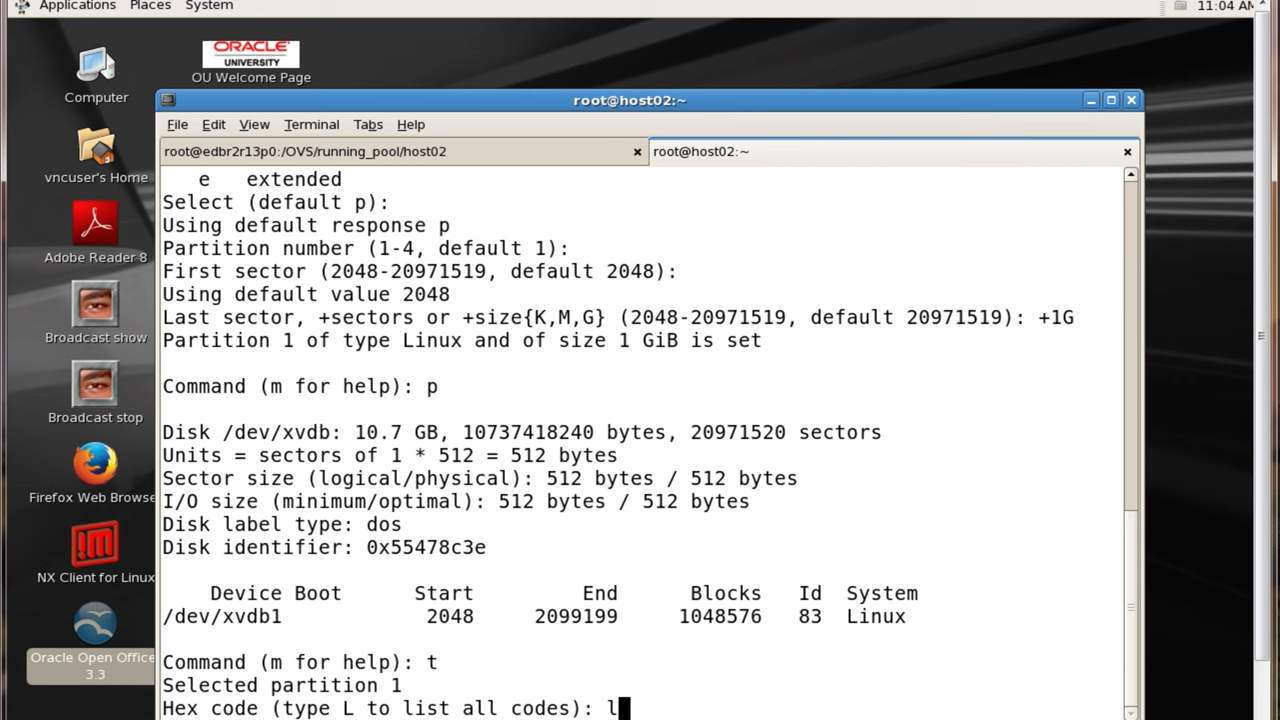 Applications Places System
11:04 AM
Computer
ORACLE
UNIVERSITY
OU Welcome Page
vncuser's Home
Adobe Reader 8
Broadcast show
Broadcast stop
Firefox Web Browse
NX Client for Linux
Oracle Open Office
3.3
root@host02:~
File Edit View Terminal Tabs Help
root@edbr2r13p0:/OVS/running_pool/host02
root@host02:~
e extended
Select (default p):
Using default response p
Partition number (1-4, default 1):
First sector (2048-20971519, default 2048):
Using default value 2048
Last sector, +sectors or +size{K,M,G} (2048-20971519, default 20971519): +1G
Partition 1 of type Linux and of size 1 GiB is set
Command (m for help): p
Disk /dev/xvdb: 10.7 GB, 10737418240 bytes, 20971520 sectors
Units = sectors of 1 * 512 = 512 bytes
Sector size (logical/physical): 512 bytes / 512 bytes
I/O size (minimum/optimal): 512 bytes / 512 bytes
Disk label type: dos
Disk identifier: 0x55478c3e
Device Boot Start End Blocks Id System
/dev/xvdb1 2048 2099199 1048576 83 Linux
Command (m for help): t
Selected partition 1
Hex code (type L to list all codes): l